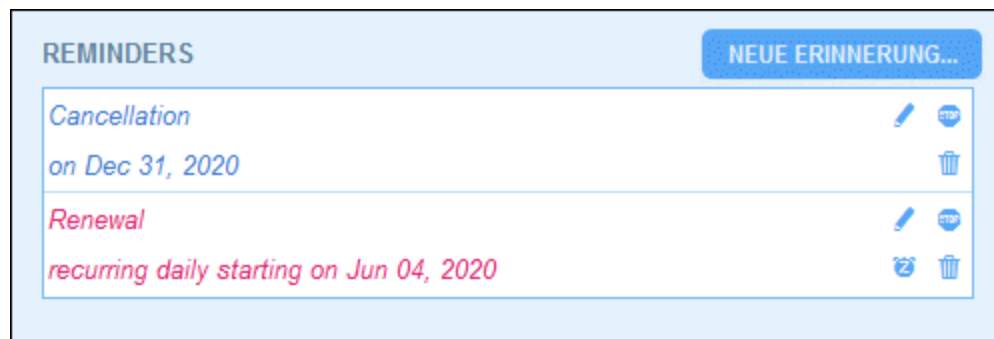 REMINDERS
NEUE ERINNERUNG...
Cancellation
STOP
on Dec 31, 2020
Renewal
STOP
recurring daily starting on Jun 04, 2020
Z